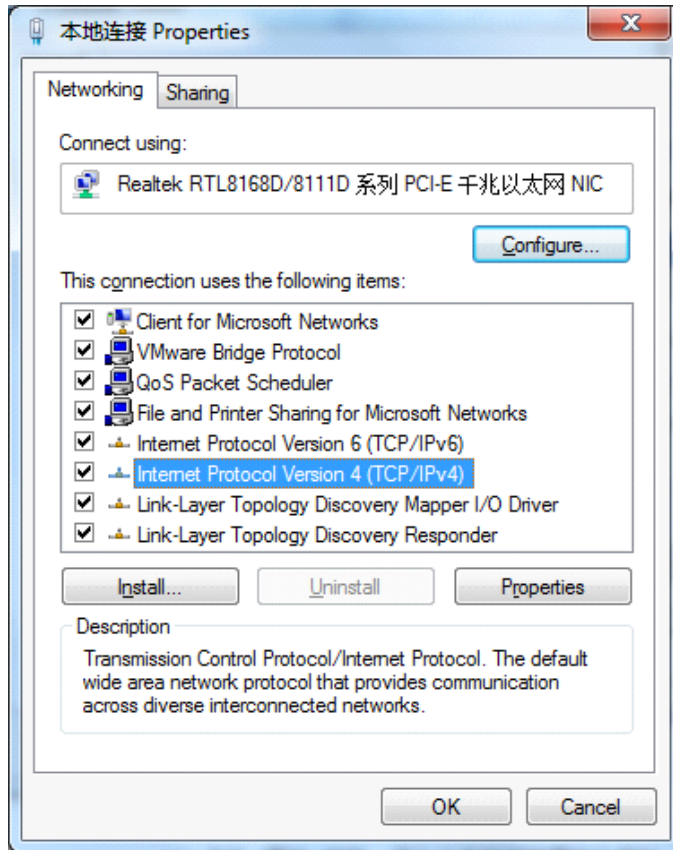 本地连接 Properties
Networking
Sharing
Connect using:
Realtek RTL8168D/8111D 系列 PCI-E 千兆以太网 NIC
Configure...
This connection uses the following items:
Client for Microsoft Networks
VMware Bridge Protocol
QoS Packet Scheduler
File and Printer Sharing for Microsoft Networks
Internet Protocol Version 6 (TCP/IPv6)
Internet Protocol Version 4 (TCP/IPv4)
Link-Layer Topology Discovery Mapper I/O Driver
Link-Layer Topology Discovery Responder
Install...
Uninstall
Properties
Description
Transmission Control Protocol/Internet Protocol. The default
wide area network protocol that provides communication
across diverse interconnected networks.
OK
Cancel